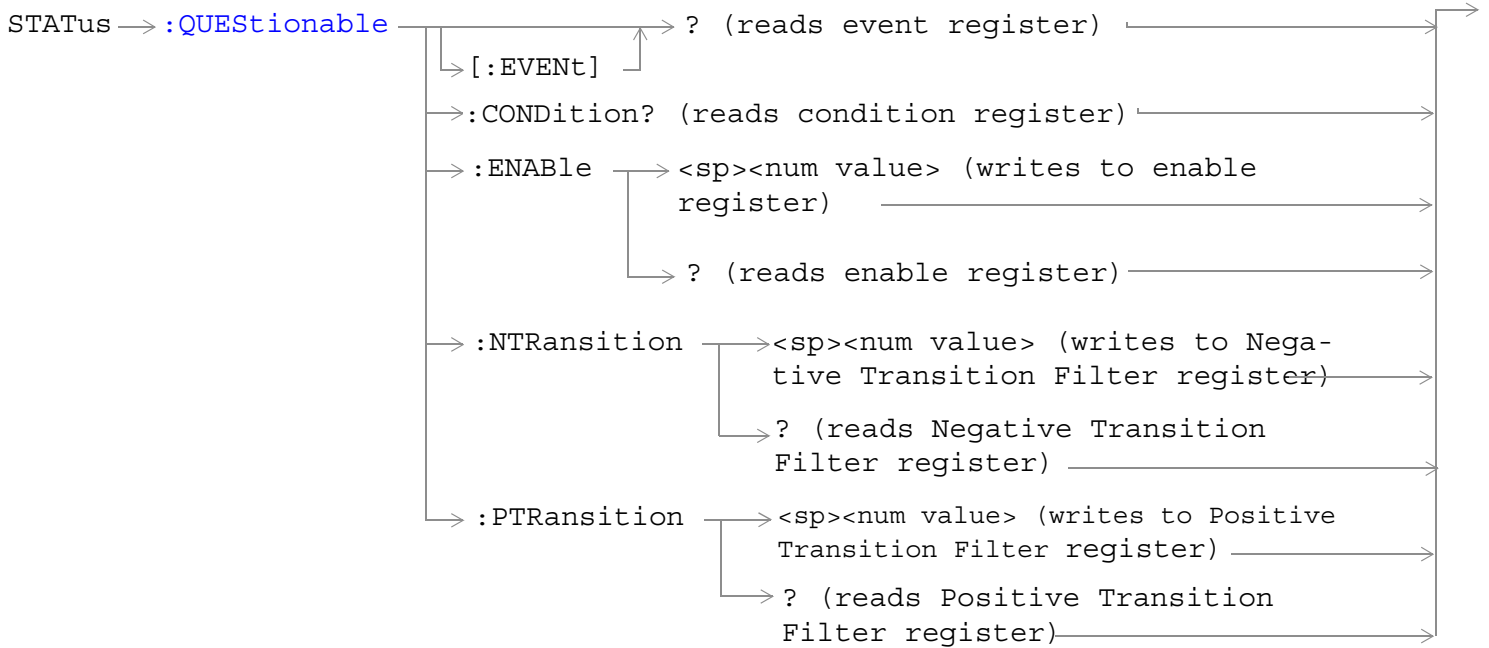 STATus :QUEStionable ? (reads event register)
[:EVENt]
:CONDition? (reads condition register)
:ENABle <sp><num value> (writes to enable
register)
? (reads enable register)
:NTRansition <sp><num value> (writes to Nega-
tive Transition Filter register)
? (reads Negative Transition
Filter register)
:PTRansition <sp><num value> (writes to Positive
Transition Filter register)
? (reads Positive Transition
Filter register)